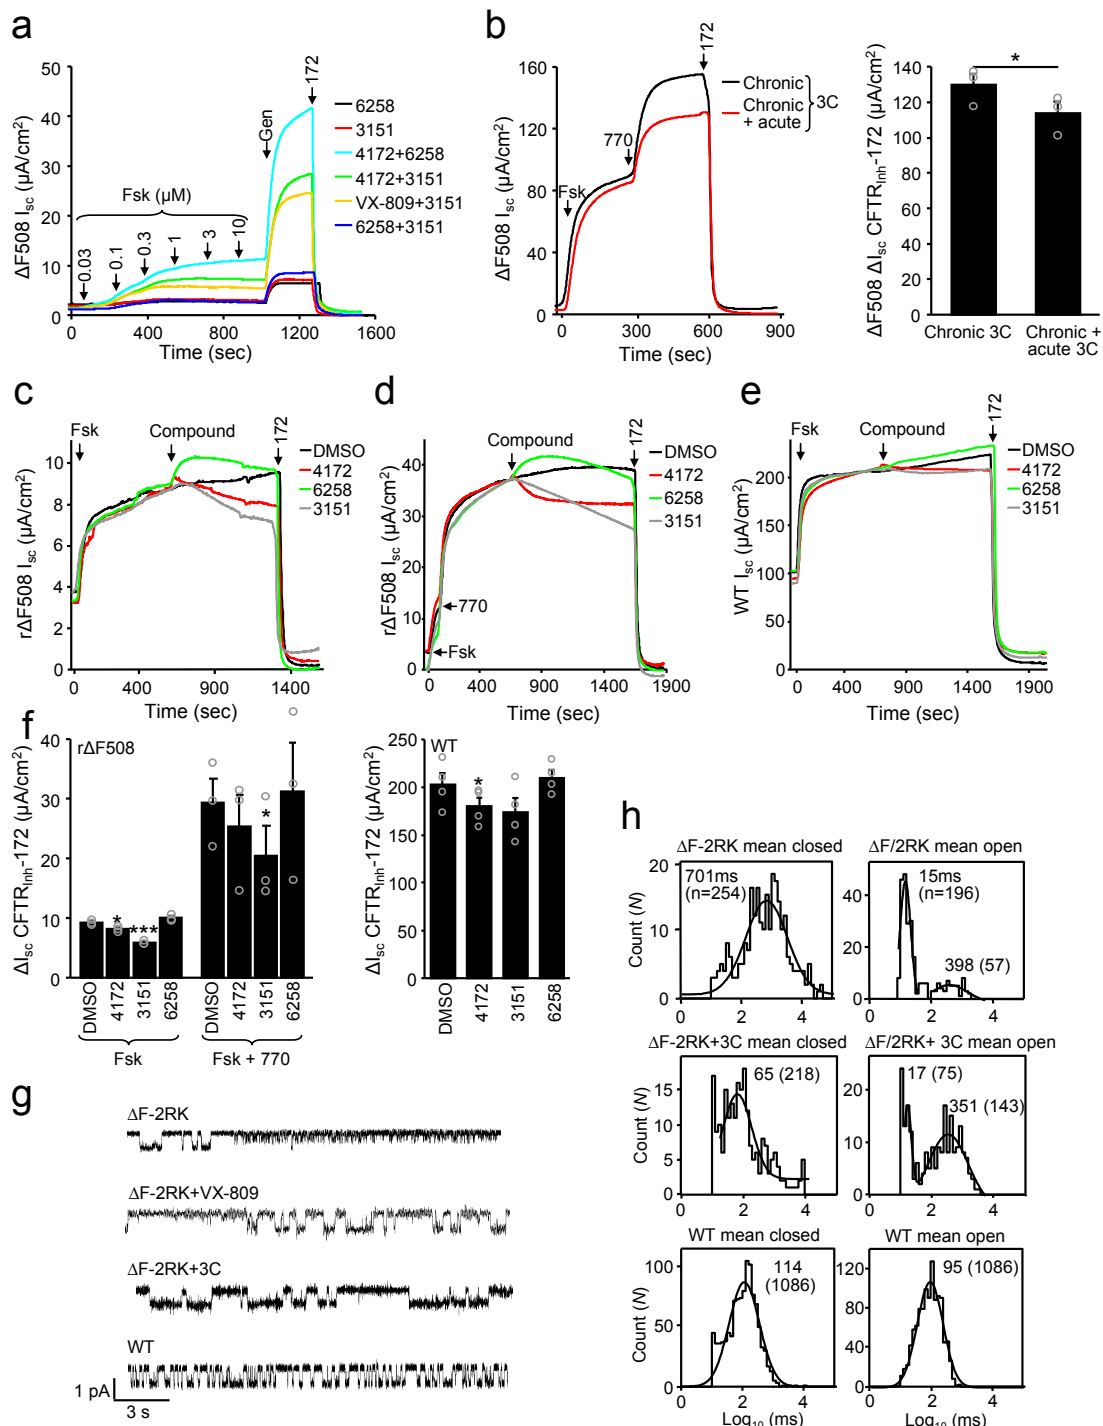 a
ΔF508 Isc (µA/cm²)
50
40
30
20
10
0
0
400
800
1200
1600
Time (sec)
Fsk (µM)
0.03
0.1
0.3
1
3
10
Gen
172
6258
3151
4172+6258
4172+3151
VX-809+3151
6258+3151
b
ΔF508 Isc (µA/cm²)
160
120
80
40
0
0
300
600
900
Time (sec)
Fsk
770
172
Chronic
Chronic
+ acute
3C
ΔF508 ΔIsc CFTRInh-172 (µA/cm²)
140
120
100
80
60
40
20
0
*
Chronic 3C
Chronic +
acute 3C
c
rΔF508 Isc (µA/cm²)
10
8
6
4
2
0
0
400
900
1400
Time (sec)
Fsk
Compound
172
DMSO
4172
6258
3151
d
rΔF508 Isc (µA/cm²)
40
30
20
10
0
0
400
900
1400
1900
Time (sec)
Compound
172
770
Fsk
DMSO
4172
6258
3151
e
WT Isc (µA/cm²)
200
150
100
50
0
0
400
900
1400
1900
Time (sec)
Fsk
Compound
172
DMSO
4172
6258
3151
f
rΔF508
ΔIsc CFTRInh-172 (µA/cm²)
40
30
20
10
0
*
***
*
DMSO
4172
3151
6258
DMSO
4172
3151
6258
Fsk
Fsk + 770
WT
ΔIsc CFTRInh-172 (µA/cm²)
250
200
150
100
50
0
*
DMSO
4172
3151
6258
g
ΔF-2RK
ΔF-2RK+VX-809
ΔF-2RK+3C
WT
1 pA
3 s
h
ΔF-2RK mean closed
701ms
(n=254)
Count (N)
20
10
0
0
2
4
ΔF/2RK mean open
15ms
(n=196)
398 (57)
40
20
0
0
2
4
ΔF-2RK+3C mean closed
65 (218)
Count (N)
15
10
5
0
0
2
4
ΔF/2RK+ 3C mean open
17 (75)
351 (143)
20
10
0
0
2
4
WT mean closed
114
(1086)
Count (N)
100
50
0
0
2
4
Log10 (ms)
WT mean open
95 (1086)
120
80
40
0
0
2
4
Log10 (ms)